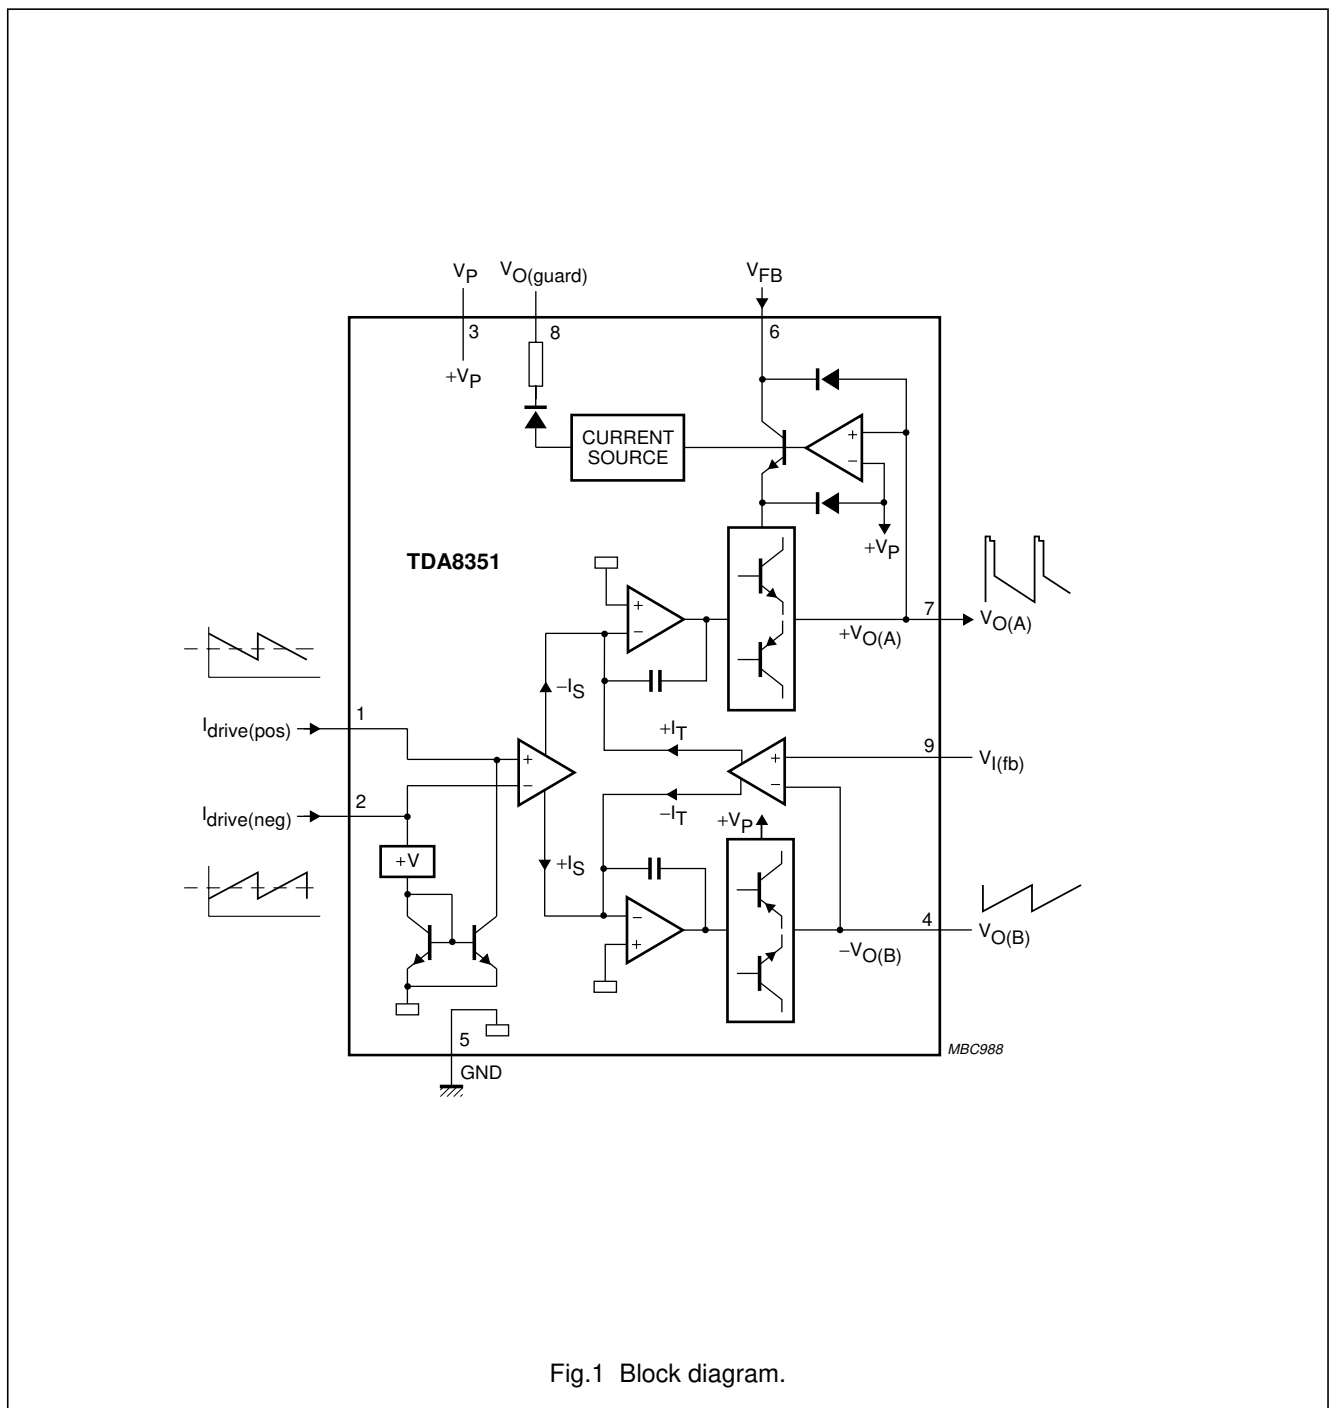 VP
VO(guard)
VFB
3
8
6
+VP
CURRENT
SOURCE
+
−
+VP
TDA8351
+
−
7
+VO(A)
VO(A)
−IS
1
Idrive(pos)
+IT
9
+
−
VI(fb)
+
−
2
Idrive(neg)
−IT
+VP
+V
+IS
−
+
4
−VO(B)
VO(B)
5
GND
MBC988
Fig.1 Block diagram.